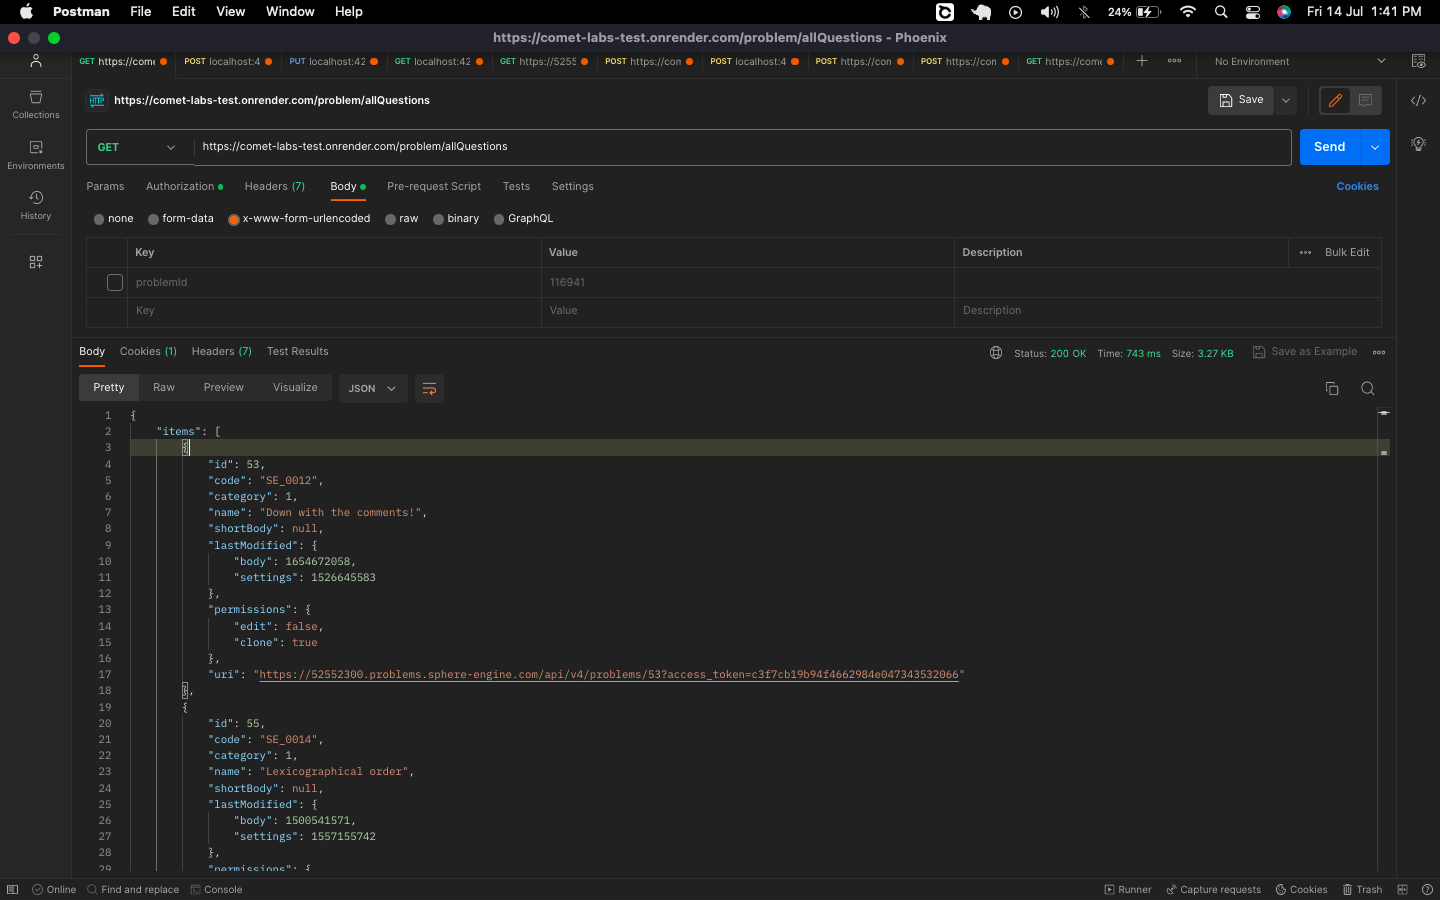 Postman File Edit View Window Help 24% Fri 14 Jul 1:41 PM
https://comet-labs-test.onrender.com/problem/allQuestions - Phoenix
GET https://come POST localhost:4 PUT localhost:42 GET localhost:42 GET https://5255 POST https://con POST localhost:4 POST https://con POST https://con GET https://come No Environment
HTTP https://comet-labs-test.onrender.com/problem/allQuestions Save
Collections
GET https://comet-labs-test.onrender.com/problem/allQuestions Send
Environments
Params Authorization Headers (7) Body Pre-request Script Tests Settings Cookies
History
none form-data x-www-form-urlencoded raw binary GraphQL
Key Value Description Bulk Edit
problemId 116941
Key Value Description
Body Cookies (1) Headers (7) Test Results Status: 200 OK Time: 743 ms Size: 3.27 KB Save as Example
Pretty Raw Preview Visualize JSON
1 {
2 "items": [
3 {
4 "id": 53,
5 "code": "SE_0012",
6 "category": 1,
7 "name": "Down with the comments!",
8 "shortBody": null,
9 "lastModified": {
10 "body": 1654672058,
11 "settings": 1526645583
12 },
13 "permissions": {
14 "edit": false,
15 "clone": true
16 },
17 "uri": "https://52552300.problems.sphere-engine.com/api/v4/problems/53?access_token=c3f7cb19b94f4662984e047343532066"
18 },
19 {
20 "id": 55,
21 "code": "SE_0014",
22 "category": 1,
23 "name": "Lexicographical order",
24 "shortBody": null,
25 "lastModified": {
26 "body": 1500541571,
27 "settings": 1557155742
28 },
29 "permissions": {
Online Find and replace Console Runner Capture requests Cookies Trash